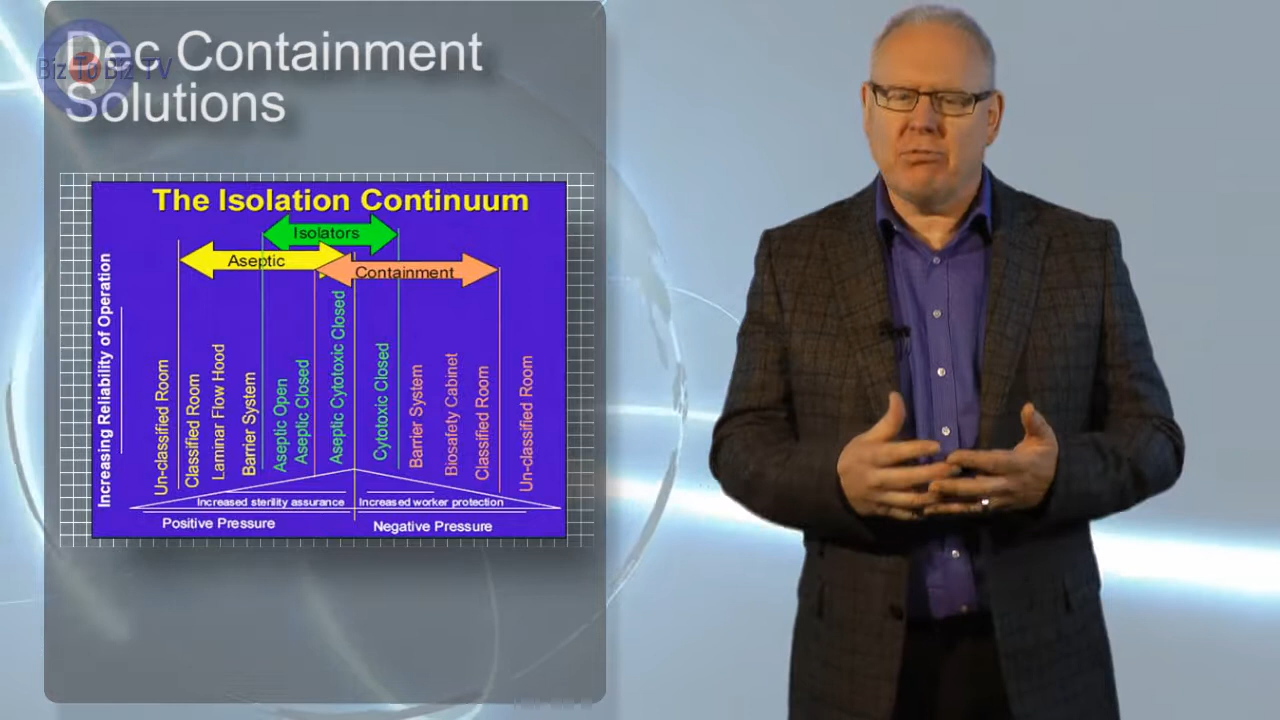 Dec Containment
Solutions
Biz To Biz TV
The Isolation Continuum
Isolators
Aseptic
Containment
Increasing Reliability of Operation
Un-classified Room
Classified Room
Laminar Flow Hood
Barrier System
Aseptic Open
Aseptic Closed
Aseptic Cytotoxic Closed
Cytotoxic Closed
Barrier System
Biosafety Cabinet
Classified Room
Un-classified Room
Increased sterility assurance
Increased worker protection
Positive Pressure
Negative Pressure